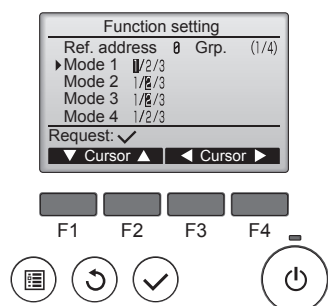 Function setting
Ref. address 0 Grp. (1/4)
Mode 1 1/2/3
Mode 2 1/2/3
Mode 3 1/2/3
Mode 4 1/2/3
Request:✓
▼ Cursor ▲ ◀ Cursor ▶
F1 F2 F3 F4